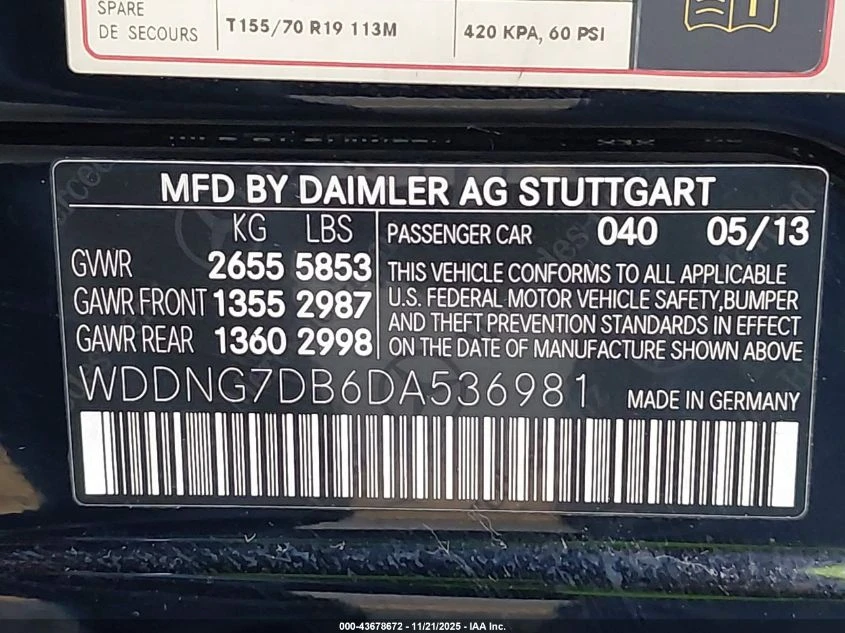 SPARE
DE SECOURS
T155/70 R19 113M
420 KPA, 60 PSI
MFD BY DAIMLER AG STUTTGART
KG LBS
GVWR 2655 5853
GAWR FRONT 1355 2987
GAWR REAR 1360 2998
PASSENGER CAR 040 05/13
THIS VEHICLE CONFORMS TO ALL APPLICABLE
U.S. FEDERAL MOTOR VEHICLE SAFETY,BUMPER
AND THEFT PREVENTION STANDARDS IN EFFECT
ON THE DATE OF MANUFACTURE SHOWN ABOVE
WDDNG7DB6DA536981
MADE IN GERMANY
000-43678672 - 11/21/2025 - IAA Inc.